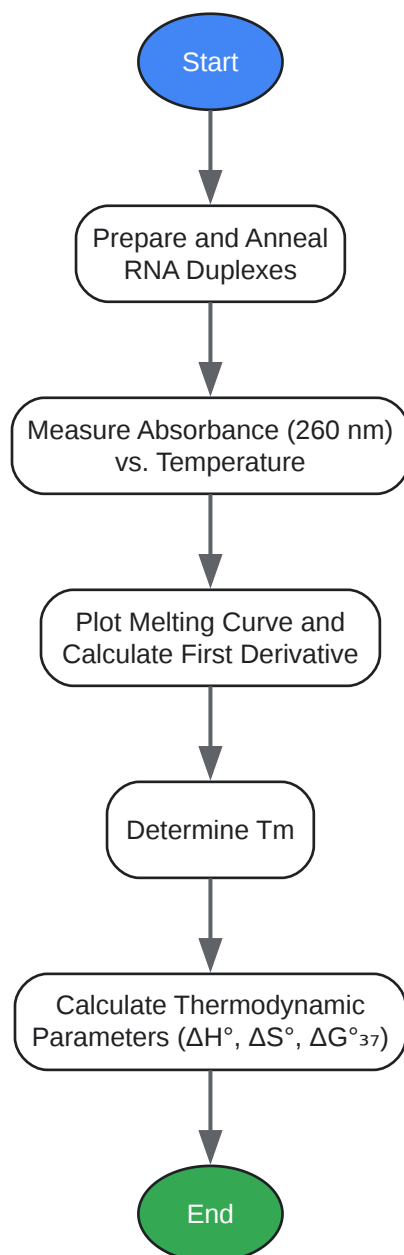 Start
Prepare and Anneal
RNA Duplexes
Measure Absorbance (260 nm)
vs. Temperature
Plot Melting Curve and
Calculate First Derivative
Determine Tm
Calculate Thermodynamic
Parameters (ΔH°, ΔS°, ΔG°₃₇)
End